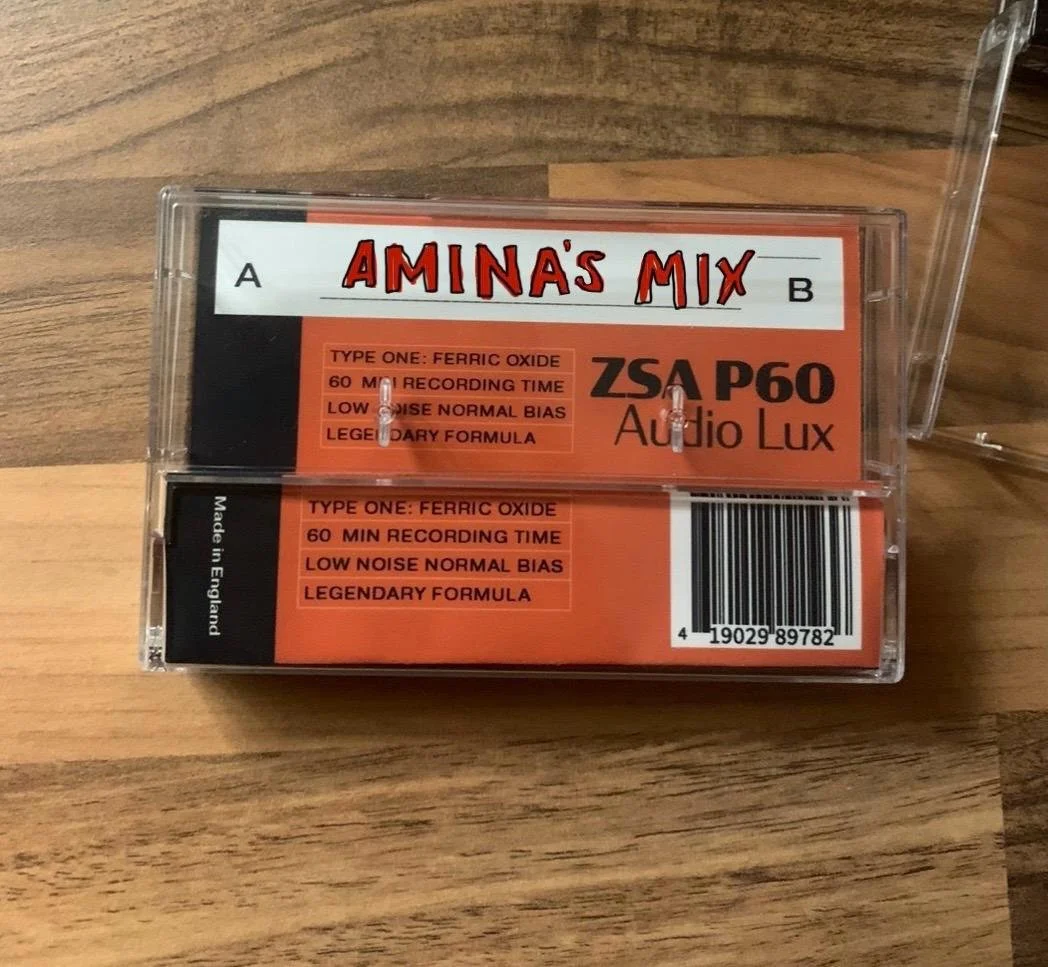 A AMINA'S MIX B
TYPE ONE: FERRIC OXIDE
60 MIN RECORDING TIME
LOW NOISE NORMAL BIAS
LEGENDARY FORMULA
ZSA P60
Audio Lux
Made in England
TYPE ONE: FERRIC OXIDE
60 MIN RECORDING TIME
LOW NOISE NORMAL BIAS
LEGENDARY FORMULA
4 19029 89782